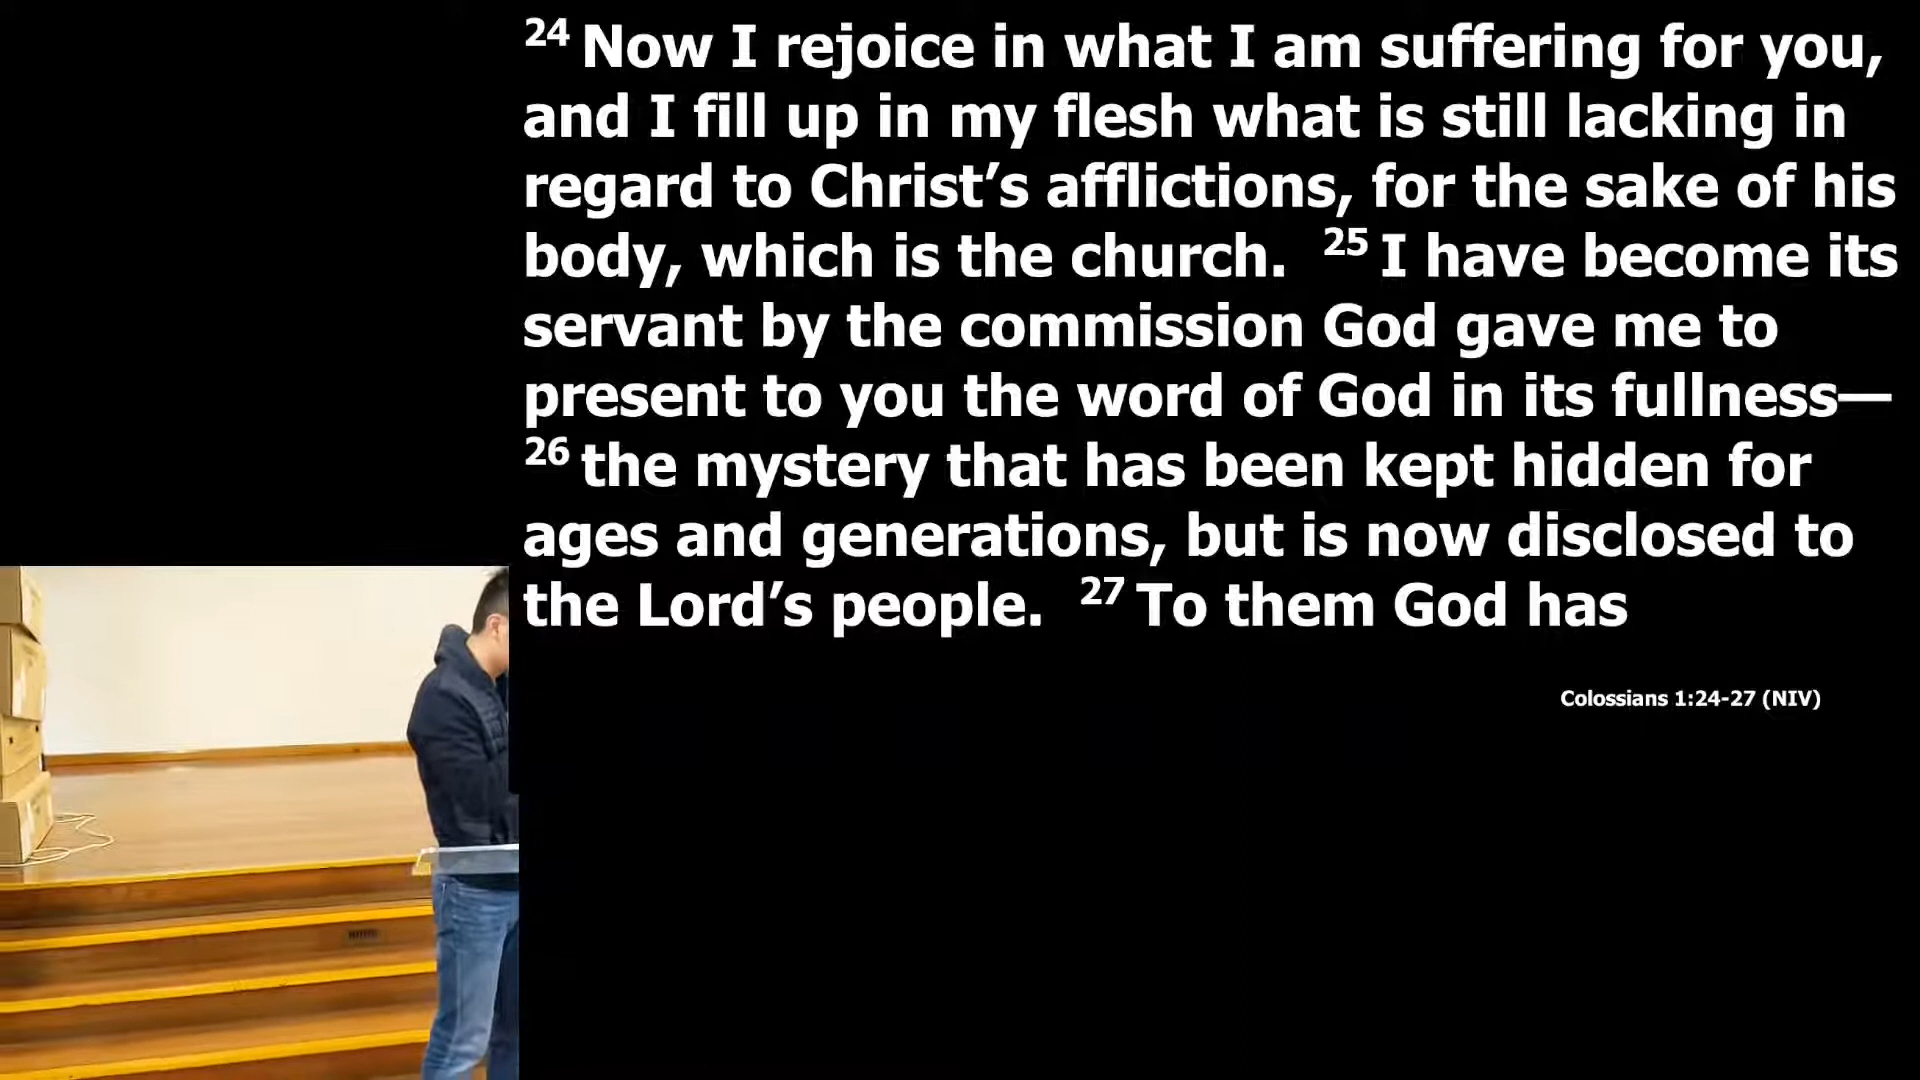 24 Now I rejoice in what I am suffering for you,
and I fill up in my flesh what is still lacking in
regard to Christ’s afflictions, for the sake of his
body, which is the church. 25 I have become its
servant by the commission God gave me to
present to you the word of God in its fullness—
26 the mystery that has been kept hidden for
ages and generations, but is now disclosed to
the Lord’s people. 27 To them God has
Colossians 1:24-27 (NIV)